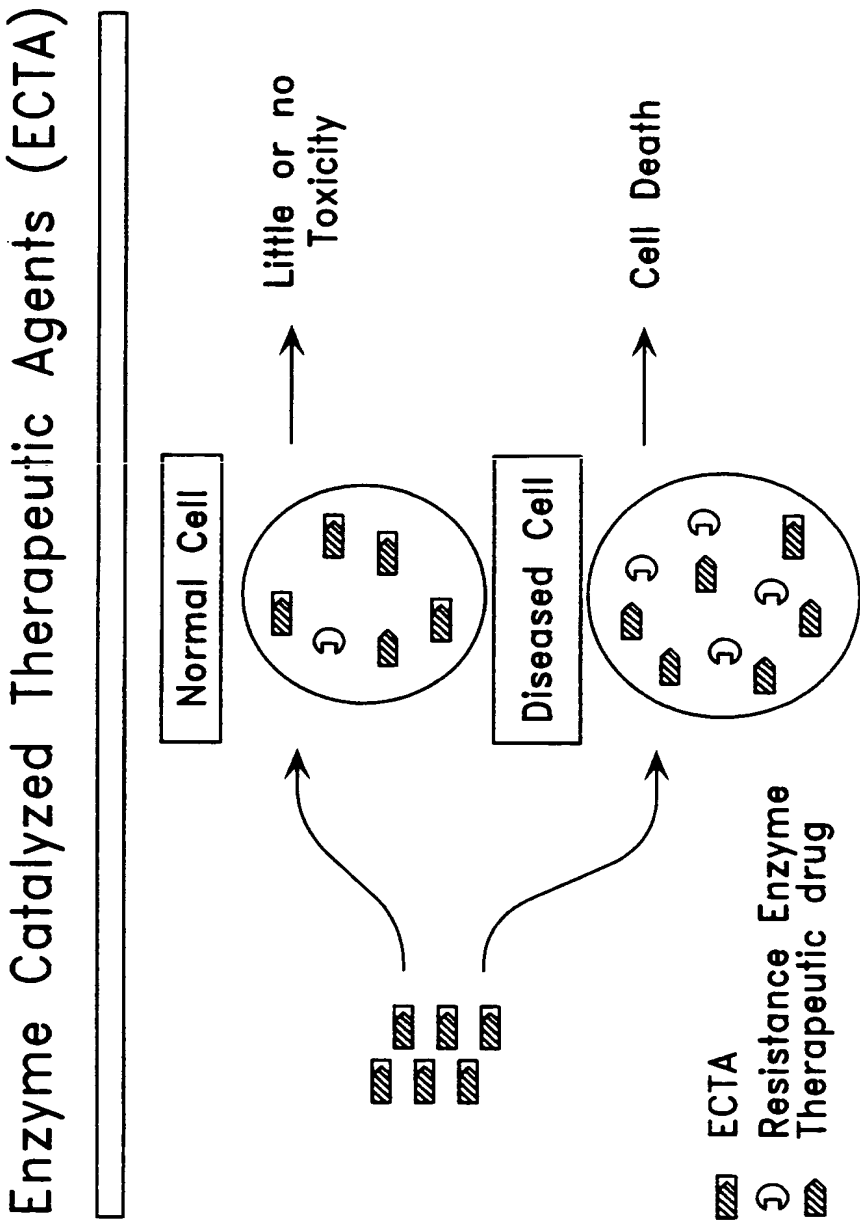 Enzyme Catalyzed Therapeutic Agents (ECTA)
Normal Cell
Little or no
Toxicity
Diseased Cell
Cell Death
ECTA
Resistance Enzyme
Therapeutic drug